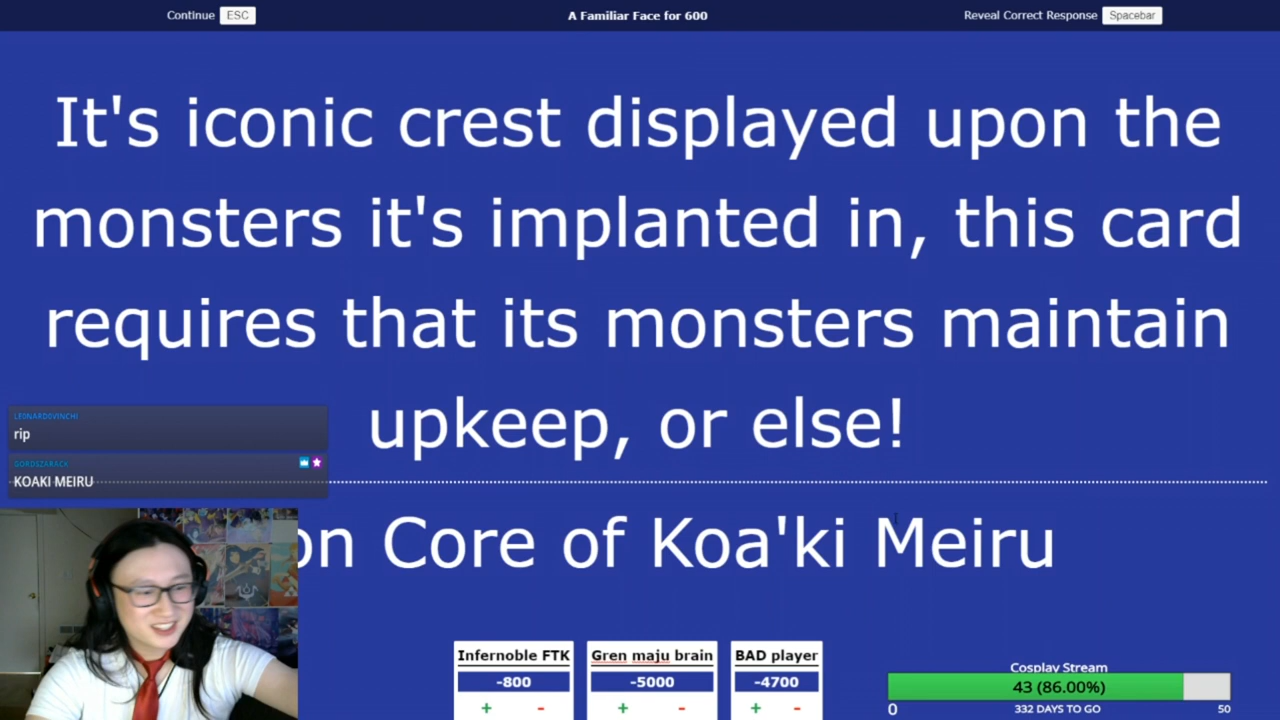 Continue ESC
A Familiar Face for 600
Reveal Correct Response Spacebar
It's iconic crest displayed upon the
monsters it's implanted in, this card
requires that its monsters maintain
upkeep, or else!
LEONARDOVINCHI
rip
GOROSZARACH
KOAKI MEIRU
on Core of Koa'ki Meiru
Infernoble FTK
-800
+ -
Gren maju brain
-5000
+ -
BAD player
-4700
+ -
Cosplay Stream
43 (86.00%)
0 332 DAYS TO GO 50